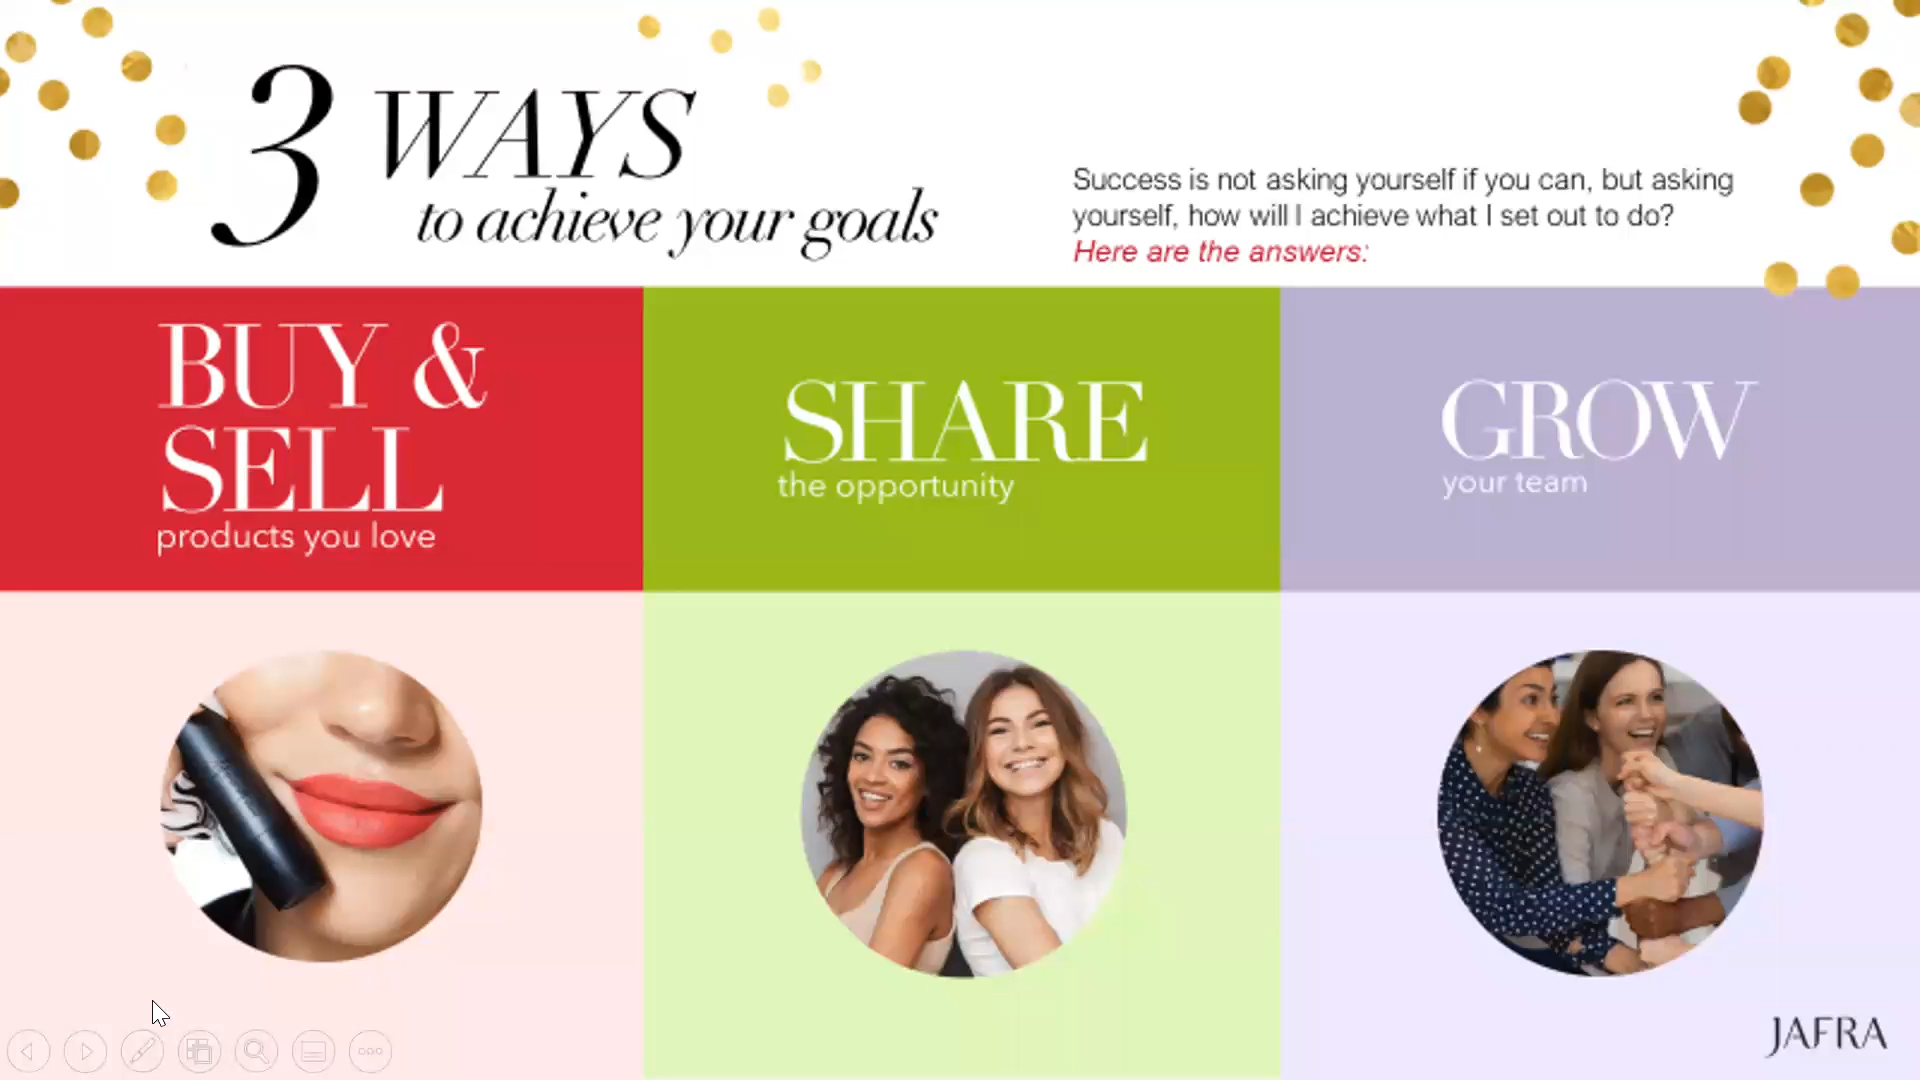 3 WAYS
to achieve your goals
Success is not asking yourself if you can, but asking
yourself, how will I achieve what I set out to do?
Here are the answers:
BUY &
SELL
products you love
SHARE
the opportunity
GROW
your team
JAFRA